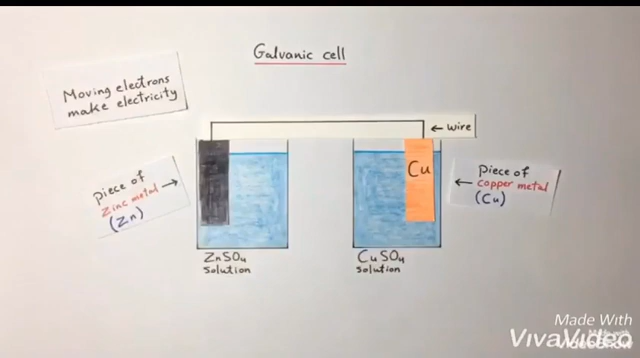 Galvanic cell
Moving electrons
make electricity
← wire
piece of
Zinc metal →
(Zn)
Cu
piece of
← copper metal
(Cu)
ZnSO₄
solution
CuSO₄
solution
Made With
VivaVideo